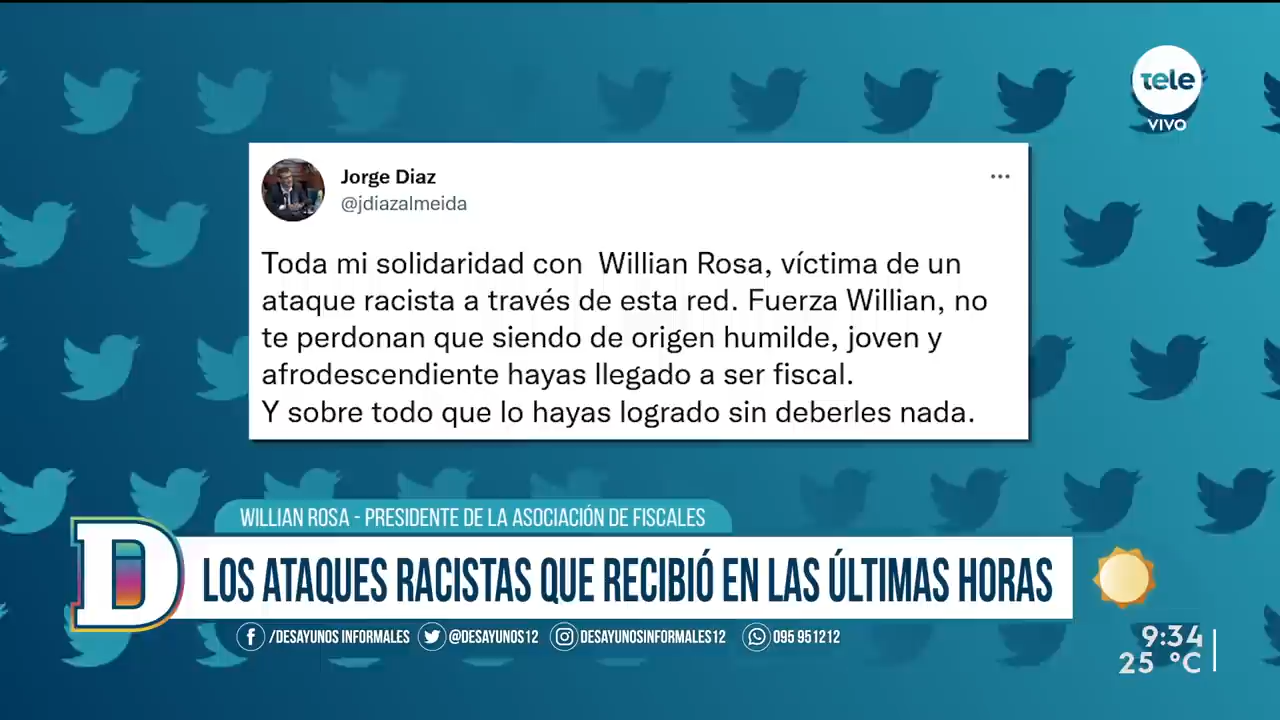 tele
VIVO
Jorge Diaz
@jdiazalmeida
Toda mi solidaridad con Willian Rosa, víctima de un
ataque racista a través de esta red. Fuerza Willian, no
te perdonan que siendo de origen humilde, joven y
afrodescendiente hayas llegado a ser fiscal.
Y sobre todo que lo hayas logrado sin deberles nada.
WILLIAN ROSA - PRESIDENTE DE LA ASOCIACIÓN DE FISCALES
D
LOS ATAQUES RACISTAS QUE RECIBIÓ EN LAS ÚLTIMAS HORAS
/DESAYUNOS INFORMALES @DESAYUNOS12 DESAYUNOSINFORMALES12 095 951212
9:34
25 °C